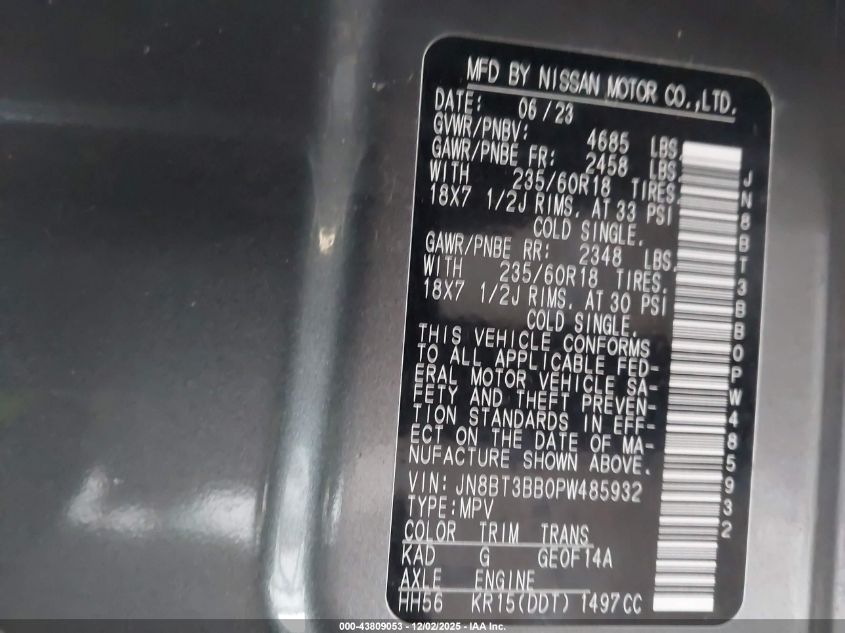 MFD BY NISSAN MOTOR CO.,LTD.
DATE: 06/23
GVWR/PNBV: 4685 LBS.
GAWR/PNBE FR: 2458 LBS.
WITH 235/60R18 TIRES.
18X7 1/2J RIMS. AT 33 PSI
COLD SINGLE.
GAWR/PNBE RR: 2348 LBS.
WITH 235/60R18 TIRES.
18X7 1/2J RIMS. AT 30 PSI
COLD SINGLE.
THIS VEHICLE CONFORMS
TO ALL APPLICABLE FED-
ERAL MOTOR VEHICLE SA-
FETY AND THEFT PREVEN-
TION STANDARDS IN EFF-
ECT ON THE DATE OF MA-
NUFACTURE SHOWN ABOVE.
VIN: JN8BT3BB0PW485932
TYPE:MPV
COLOR TRIM TRANS
KAD G GE0F14A
AXLE ENGINE
HH56 KR15(DDT) 1497CC
JN8BT3BB0PW485932
000-43809053 - 12/02/2025 - IAA Inc.